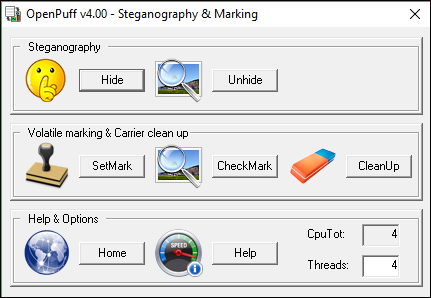 OpenPuff v4.00 - Steganography & Marking
Steganography
Hide
Unhide
Volatile marking & Carrier clean up
SetMark
CheckMark
CleanUp
Help & Options
Home
SPEED
Help
CpuTot: 4
Threads: 4